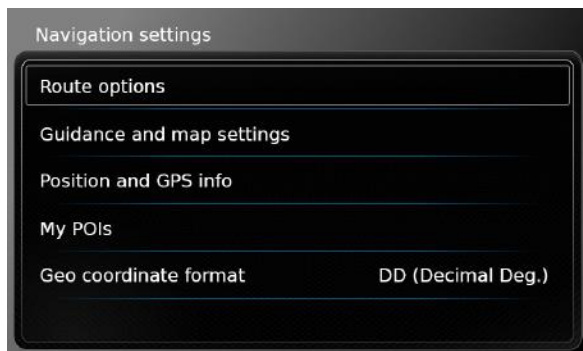 Navigation settings
Route options
Guidance and map settings
Position and GPS info
My POIs
Geo coordinate format DD (Decimal Deg.)